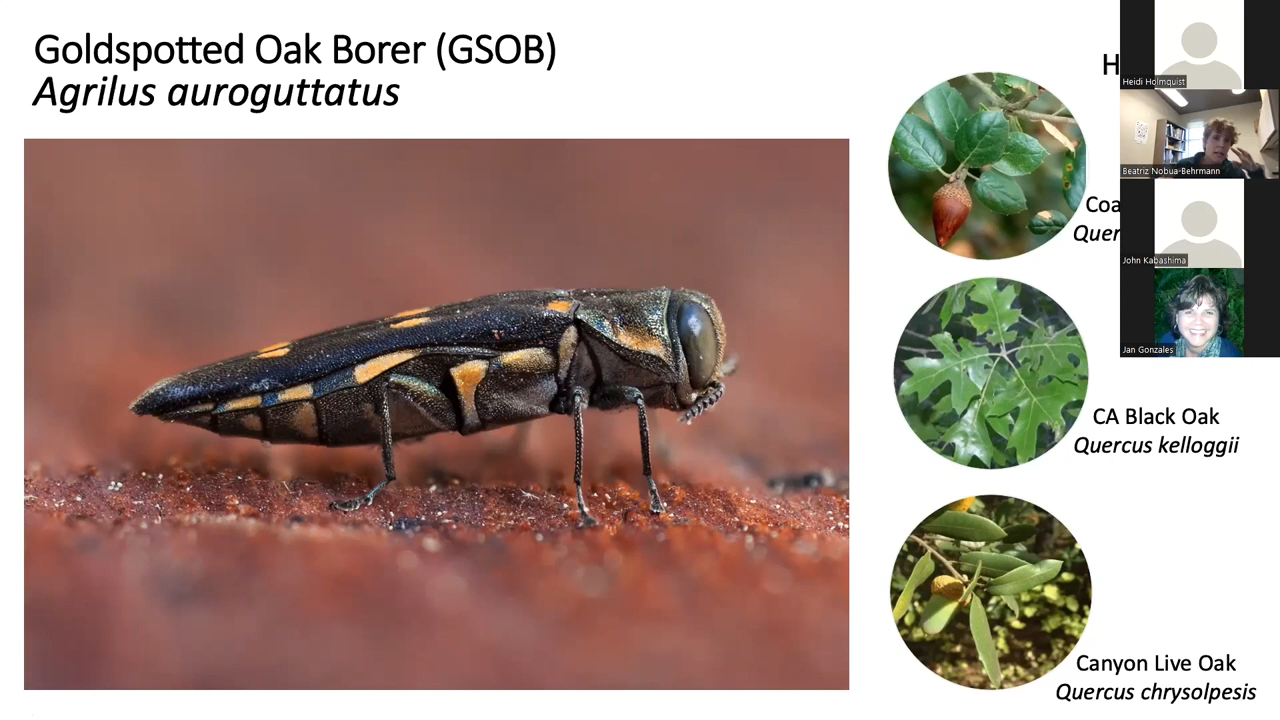 Goldspotted Oak Borer (GSOB)
Agrilus auroguttatus
H
Coa
Quer
CA Black Oak
Quercus kelloggii
Canyon Live Oak
Quercus chrysolpesis
Heidi Holmquist
Beatriz Nobua-Behrmann
John Kabashima
Jan Gonzales